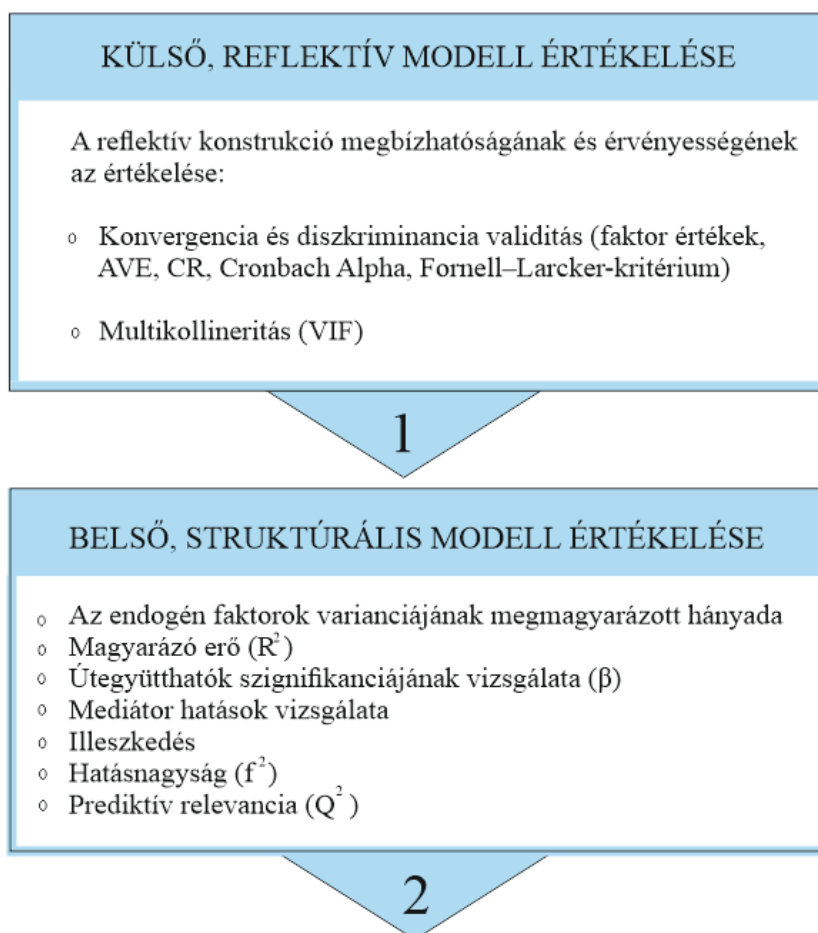 KÜLSŐ, REFLEKTÍV MODELL ÉRTÉKELÉSE
A reflektív konstrukció megbízhatóságának és érvényességének
az értékelése:
o Konvergencia és diszkriminancia validitás (faktor értékek,
AVE, CR, Cronbach Alpha, Fornell–Larcker-kritérium)
o Multikollineritás (VIF)
1
BELSŐ, STRUKTÚRÁLIS MODELL ÉRTÉKELÉSE
o Az endogén faktorok varianciájának megmagyarázott hányada
o Magyarázó erő (R²)
o Útegyütthatók szignifikanciájának vizsgálata (β)
o Mediátor hatások vizsgálata
o Illeszkedés
o Hatásnagyság (f²)
o Prediktív relevancia (Q²)
2